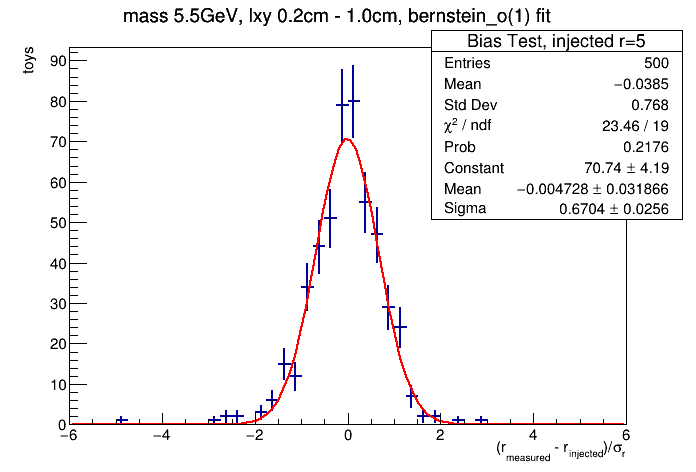 mass 5.5GeV, lxy 0.2cm - 1.0cm, bernstein_o(1) fit
Bias Test, injected r=5
Entries 500
Mean −0.0385
Std Dev 0.768
χ² / ndf 23.46 / 19
Prob 0.2176
Constant 70.74 ± 4.19
Mean −0.004728 ± 0.031866
Sigma 0.6704 ± 0.0256
toys
90
80
70
60
50
40
30
20
10
0
−6 −4 −2 0 2 4 6
(r_measured - r_injected)/σ_r